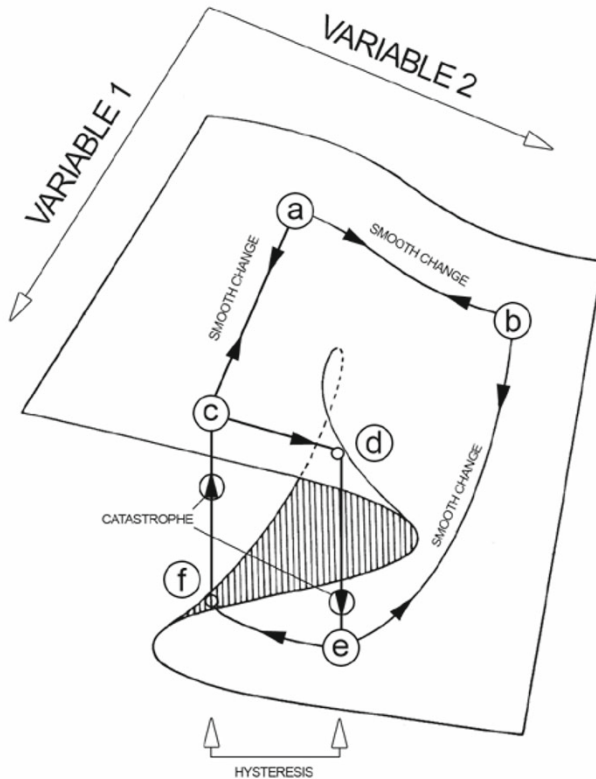 VARIABLE 2
VARIABLE 1
a
SMOOTH CHANGE
SMOOTH CHANGE
b
c
d
SMOOTH CHANGE
CATASTROPHE
f
e
HYSTERESIS